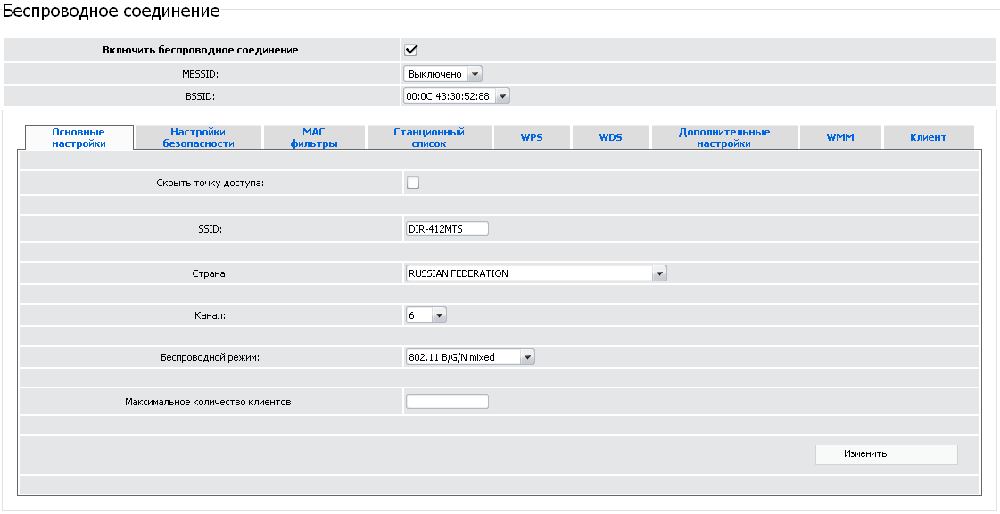 Беспроводное соединение
Включить беспроводное соединение
MBSSID: Выключено
BSSID: 00:0C:43:30:52:88
Основные настройки
Настройки безопасности
MAC фильтры
Станционный список
WPS
WDS
Дополнительные настройки
WMM
Клиент
Скрыть точку доступа:
SSID: DIR-412MTS
Страна: RUSSIAN FEDERATION
Канал: 6
Беспроводной режим: 802.11 B/G/N mixed
Максимальное количество клиентов:
Изменить